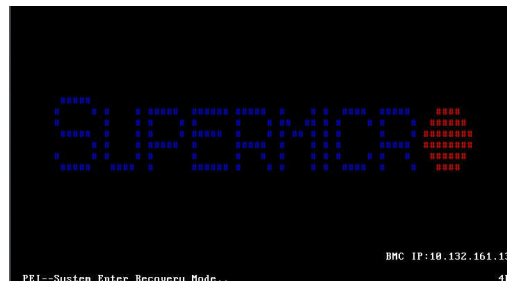 SUPERMICRO
BMC IP:10.132.161.13
PEI--System Enter Recovery Mode..